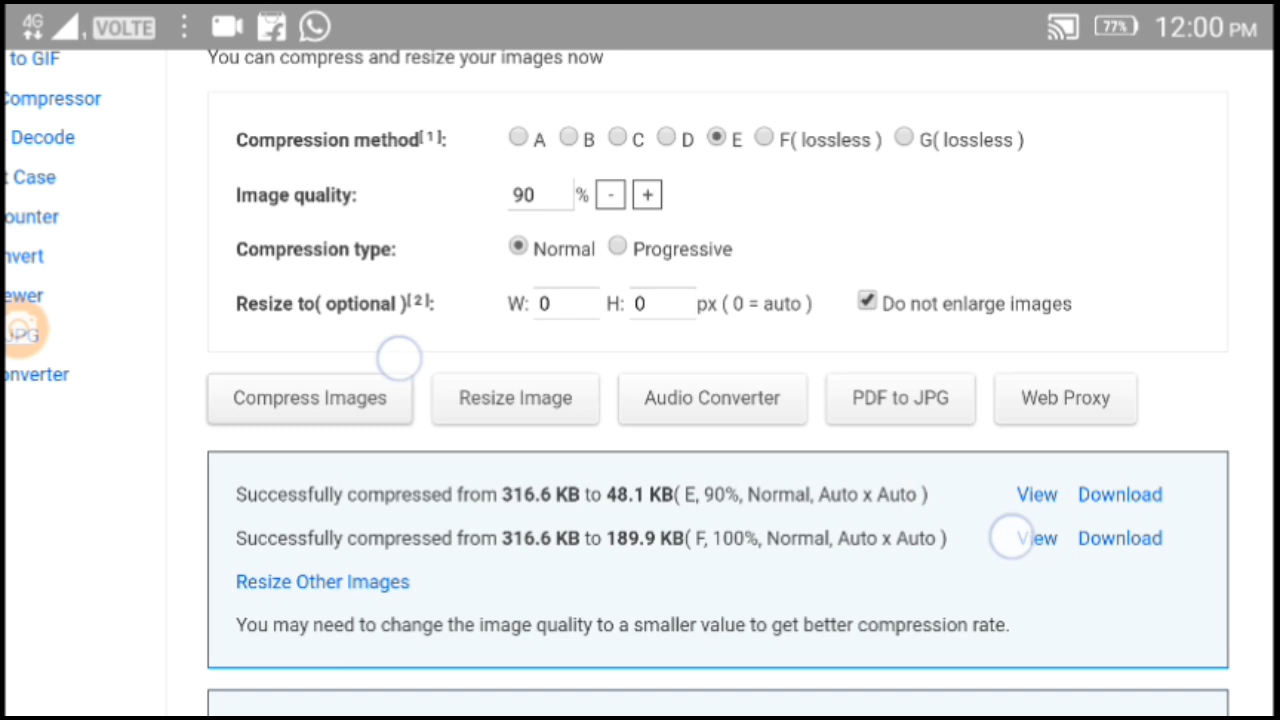 4G VOLTE 77% 12:00 PM
to GIF
You can compress and resize your images now
Compressor
Decode
Case
ounter
nvert
ewer
JPG
onverter
Compression method[1]: A B C D E F( lossless ) G( lossless )
Image quality: 90 % - +
Compression type: Normal Progressive
Resize to( optional )[2]: W: 0 H: 0 px ( 0 = auto ) Do not enlarge images
Compress Images Resize Image Audio Converter PDF to JPG Web Proxy
Successfully compressed from 316.6 KB to 48.1 KB( E, 90%, Normal, Auto x Auto ) View Download
Successfully compressed from 316.6 KB to 189.9 KB( F, 100%, Normal, Auto x Auto ) View Download
Resize Other Images
You may need to change the image quality to a smaller value to get better compression rate.